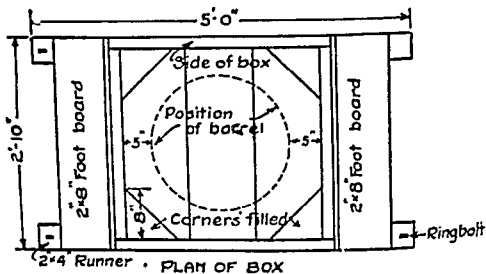 5'-0"
2'-10"
Side of box
2"x8" Foot board
Position
of barrel
5"
5"
2"x8" Foot board
8"
Corners filled
Ringbolt
2"x4" Runner .
PLAN OF BOX